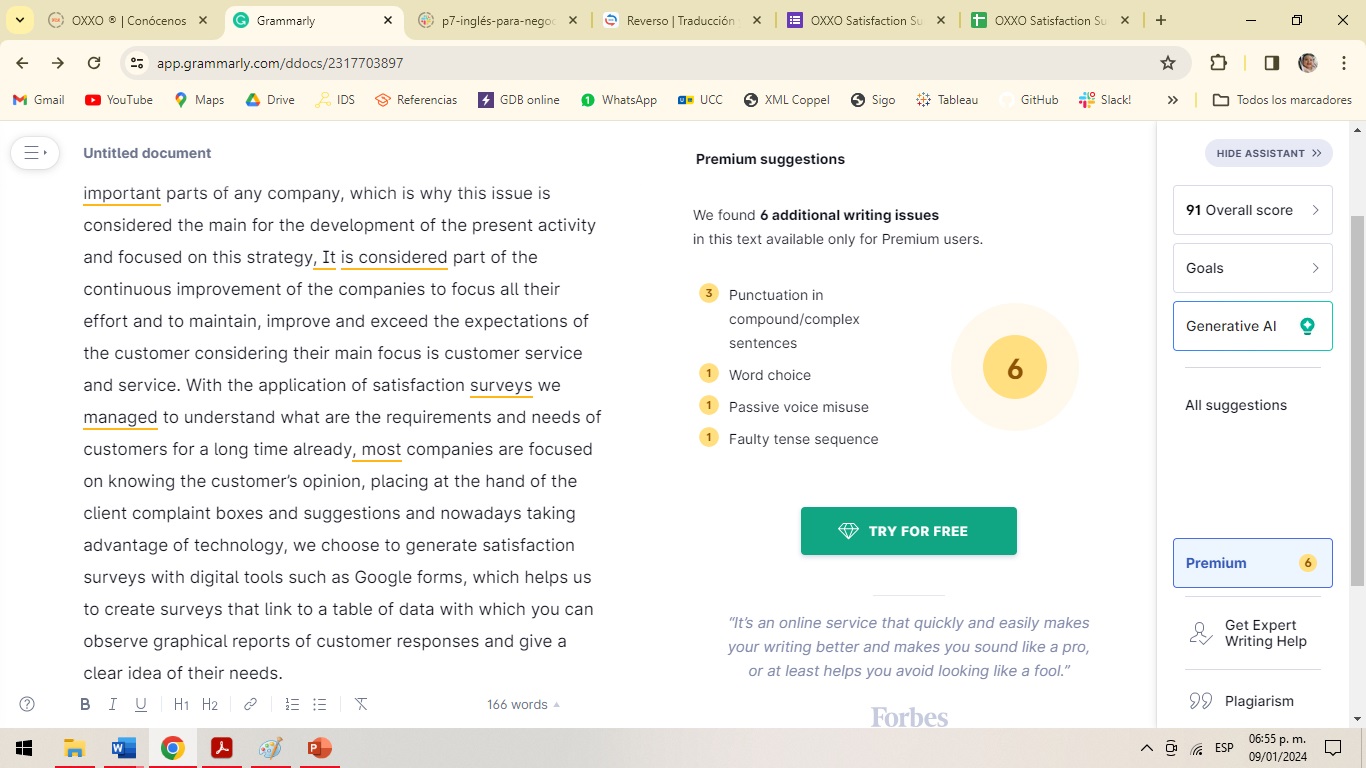 OXXO ® | Conócenos
Grammarly
p7-inglés-para-negoc
Reverso | Traducción
OXXO Satisfaction Su
OXXO Satisfaction Su
app.grammarly.com/ddocs/2317703897
Gmail
YouTube
Maps
Drive
IDS
Referencias
GDB online
WhatsApp
UCC
XML Coppel
Sigo
Tableau
GitHub
Slack!
Todos los marcadores
Untitled document
important parts of any company, which is why this issue is
considered the main for the development of the present activity
and focused on this strategy, It is considered part of the
continuous improvement of the companies to focus all their
effort and to maintain, improve and exceed the expectations of
the customer considering their main focus is customer service
and service. With the application of satisfaction surveys we
managed to understand what are the requirements and needs of
customers for a long time already, most companies are focused
on knowing the customer's opinion, placing at the hand of the
client complaint boxes and suggestions and nowadays taking
advantage of technology, we choose to generate satisfaction
surveys with digital tools such as Google forms, which helps us
to create surveys that link to a table of data with which you can
observe graphical reports of customer responses and give a
clear idea of their needs.
B I U H1 H2
166 words
Premium suggestions
We found 6 additional writing issues
in this text available only for Premium users.
3 Punctuation in
compound/complex
sentences
1 Word choice
1 Passive voice misuse
1 Faulty tense sequence
6
TRY FOR FREE
“It's an online service that quickly and easily makes
your writing better and makes you sound like a pro,
or at least helps you avoid looking like a fool.”
Forbes
HIDE ASSISTANT
91 Overall score
Goals
Generative AI
All suggestions
Premium 6
Get Expert
Writing Help
Plagiarism
ESP
06:55 p. m.
09/01/2024